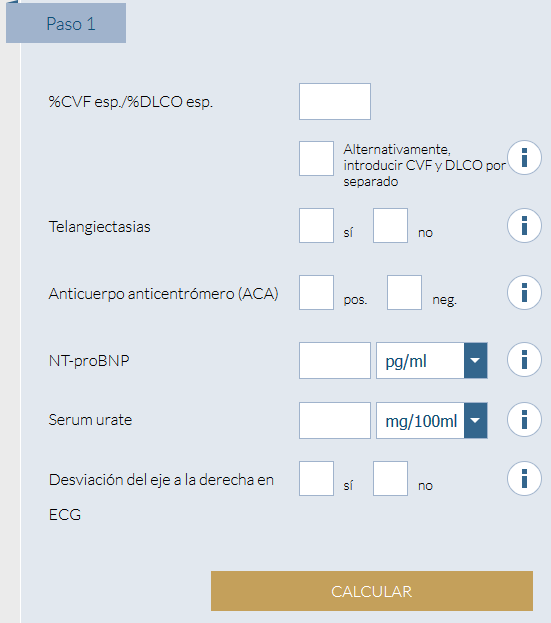 Paso 1
%CVF esp./%DLCO esp.
Alternativamente,
introducir CVF y DLCO por
separado
Telangiectasias
sí
no
Anticuerpo anticentrómero (ACA)
pos.
neg.
NT-proBNP
pg/ml
Serum urate
mg/100ml
Desviación del eje a la derecha en
ECG
sí
no
CALCULAR